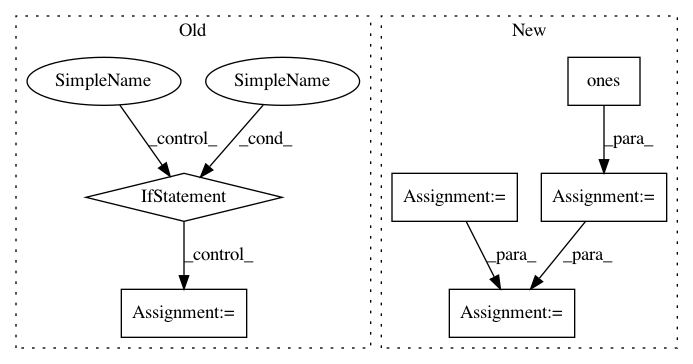 Old
New
SimpleName
SimpleName
ones
_control_
_cond_
_para_
IfStatement
Assignment:=
Assignment:=
_control_
_para_
_para_
Assignment:=
Assignment:=